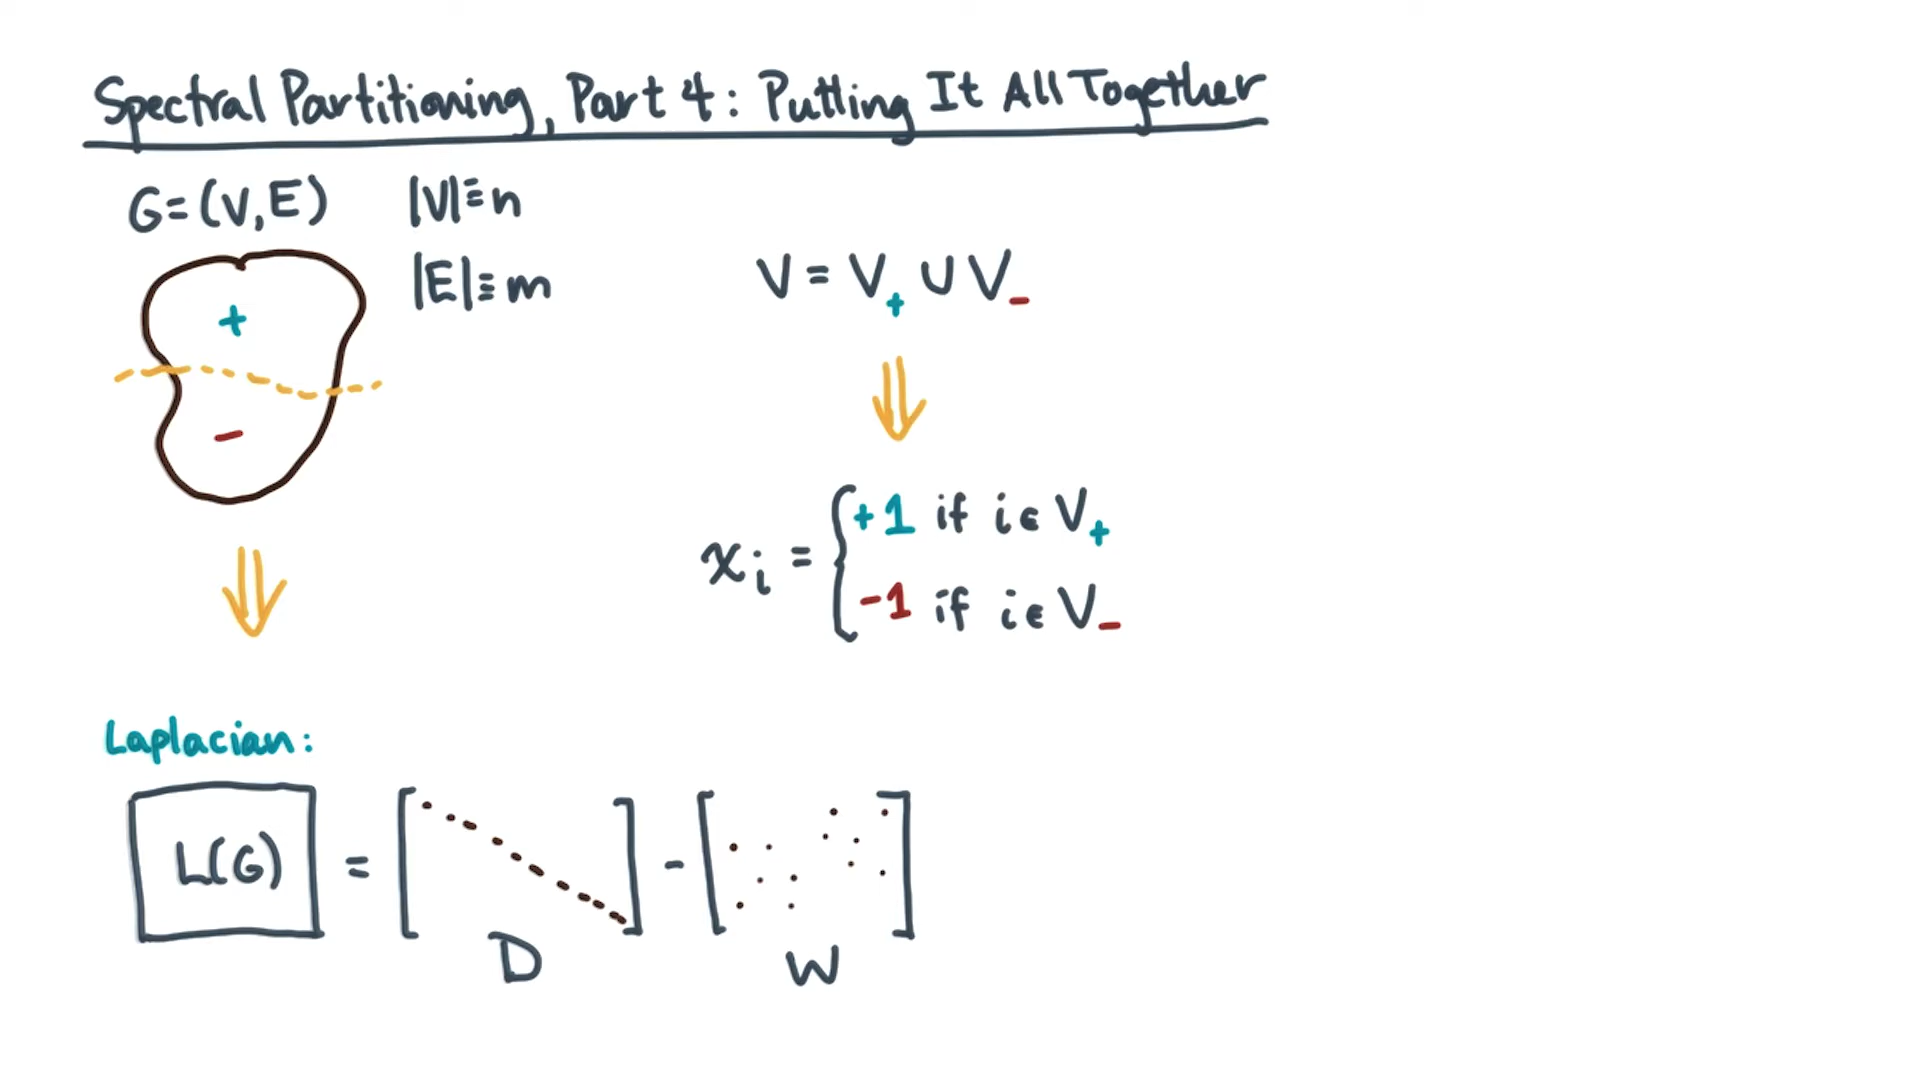 Spectral Partitioning, Part 4: Putting It All Together
G=(V,E) |V|≡n
|E|≡m
V = V₊ ∪ V₋
+
-
xᵢ = { +1 if i ∈ V₊
-1 if i ∈ V₋
Laplacian:
L(G) = [ ] - [ ]
D W